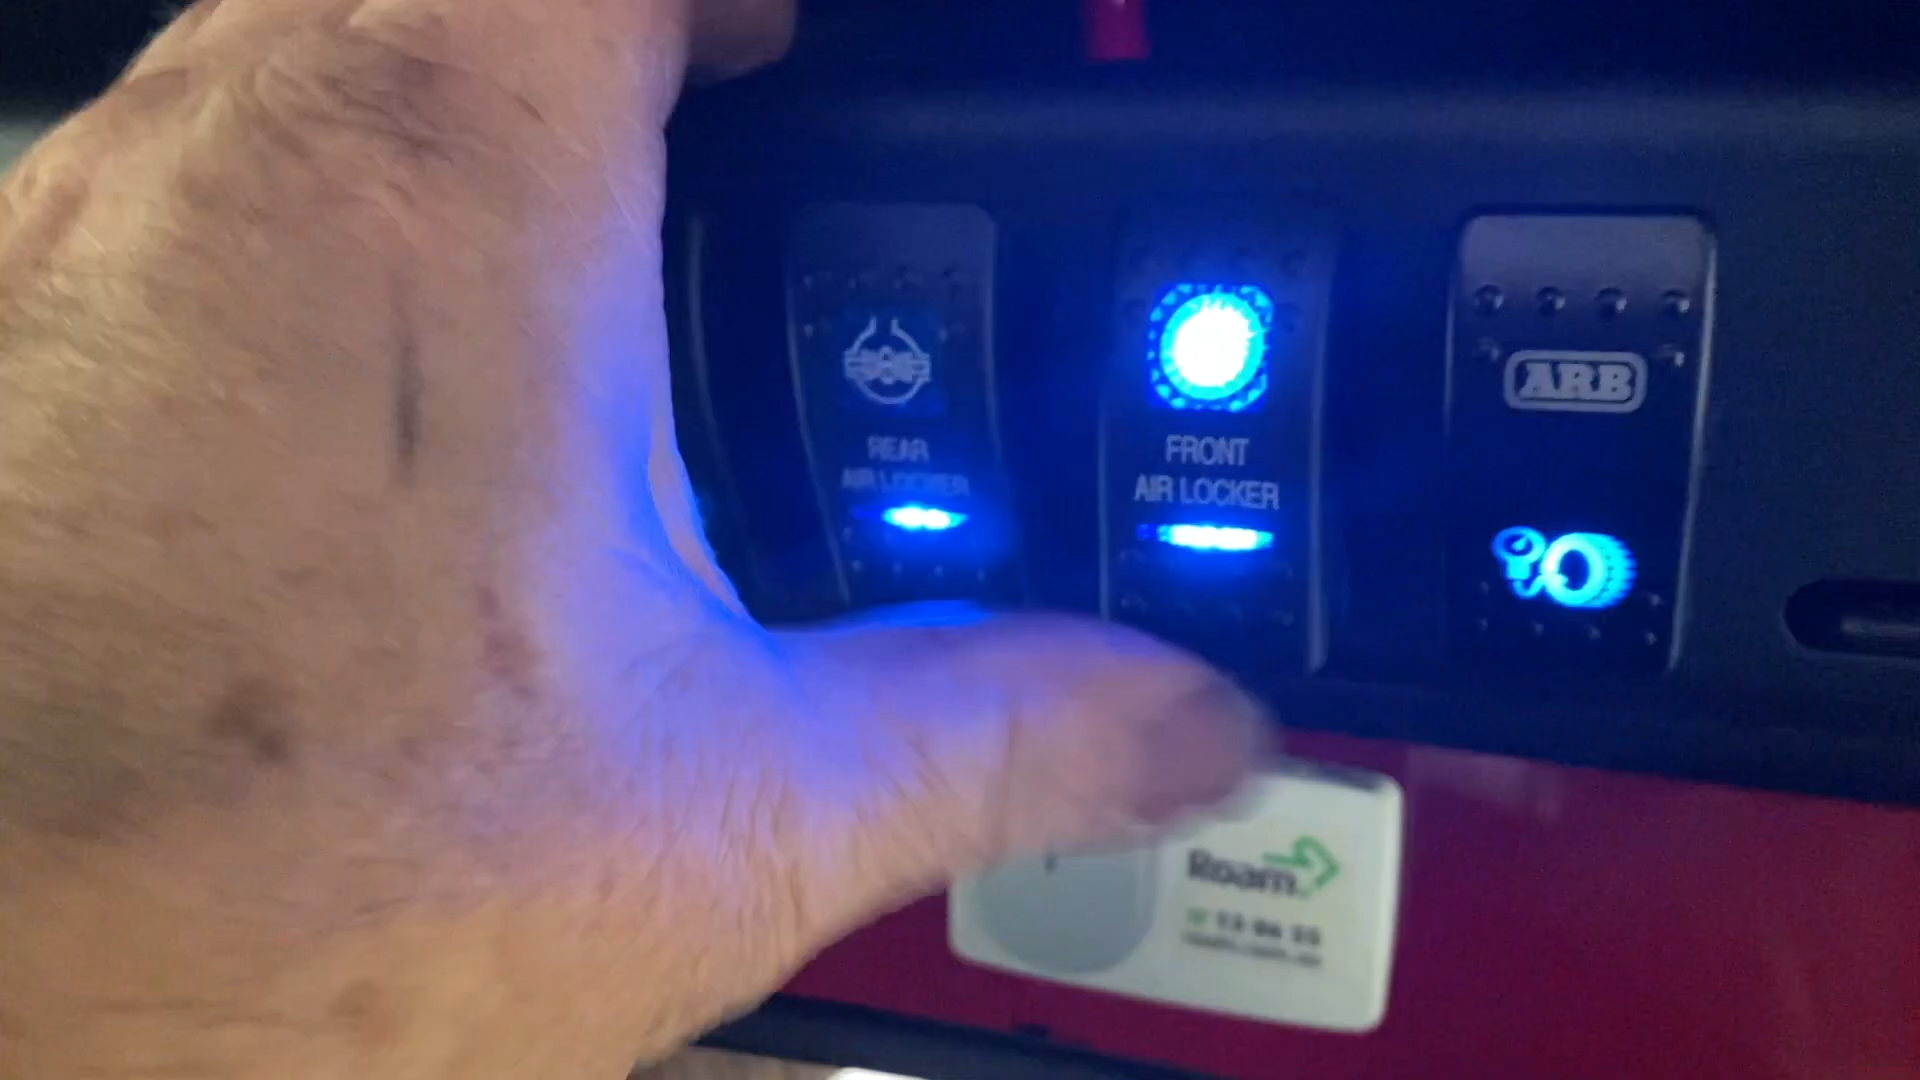 REAR
AIR LOCKER
FRONT
AIR LOCKER
ARB
Roam